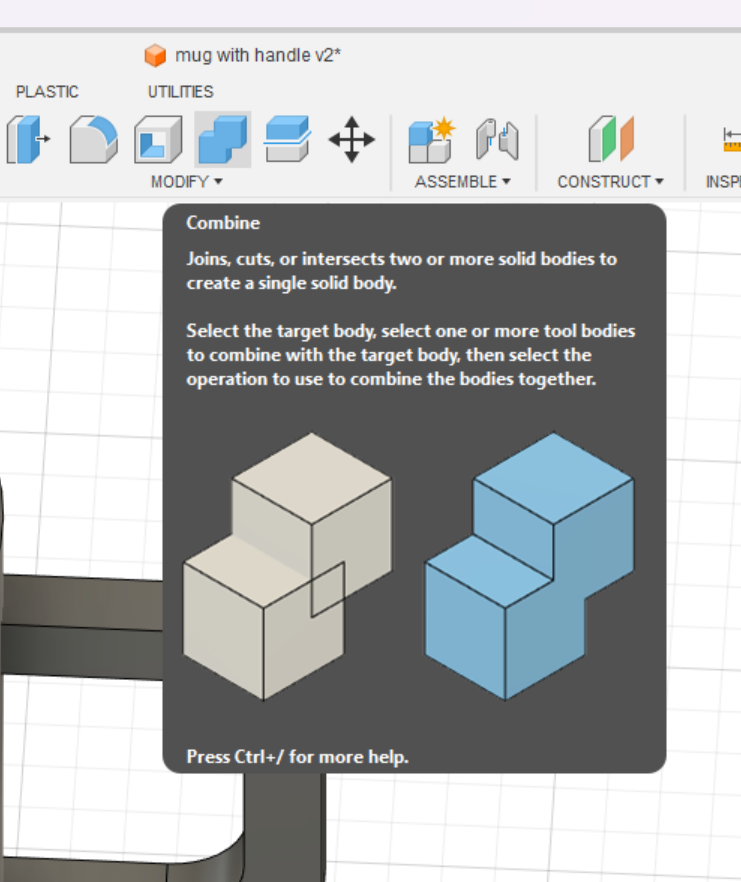 mug with handle v2*
PLASTIC UTILITIES
MODIFY ASSEMBLE CONSTRUCT
Combine
Joins, cuts, or intersects two or more solid bodies to
create a single solid body.
Select the target body, select one or more tool bodies
to combine with the target body, then select the
operation to use to combine the bodies together.
Press Ctrl+/ for more help.